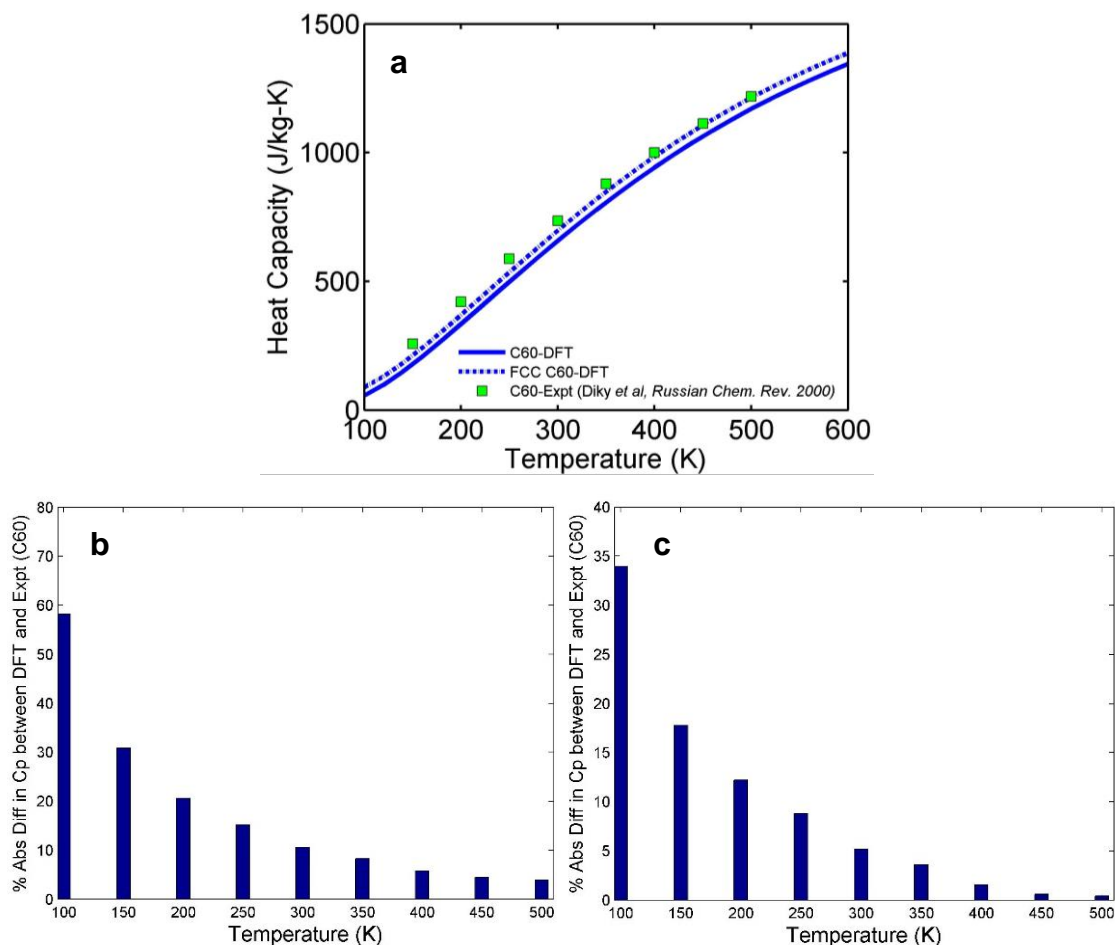 a
Heat Capacity (J/kg-K)
1500
1000
500
0
C60-DFT
FCC C60-DFT
C60-Expt (Diky et al, Russian Chem. Rev. 2000)
100 200 300 400 500 600
Temperature (K)
b
% Abs Diff in Cp between DFT and Expt (C60)
80
70
60
50
40
30
20
10
0
100 150 200 250 300 350 400 450 500
Temperature (K)
c
% Abs Diff in Cp between DFT and Expt (C60)
40
35
30
25
20
15
10
5
0
100 150 200 250 300 350 400 450 500
Temperature (K)